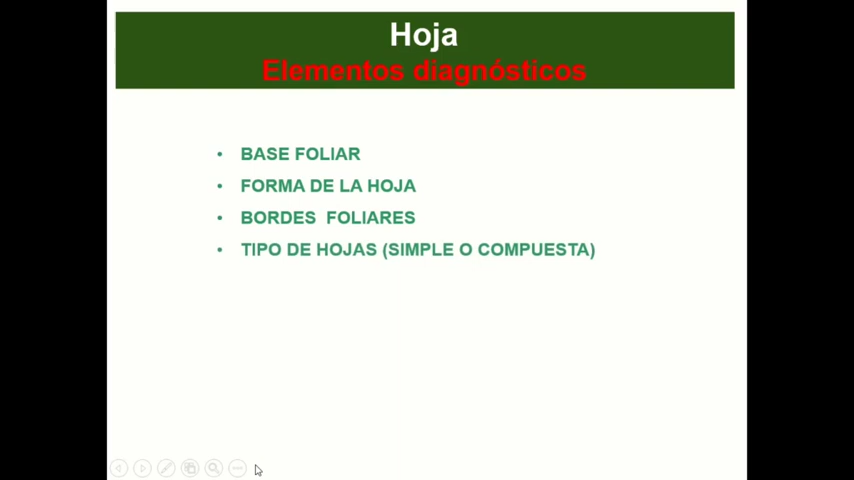 Hoja
Elementos diagnósticos
• BASE FOLIAR
• FORMA DE LA HOJA
• BORDES FOLIARES
• TIPO DE HOJAS (SIMPLE O COMPUESTA)